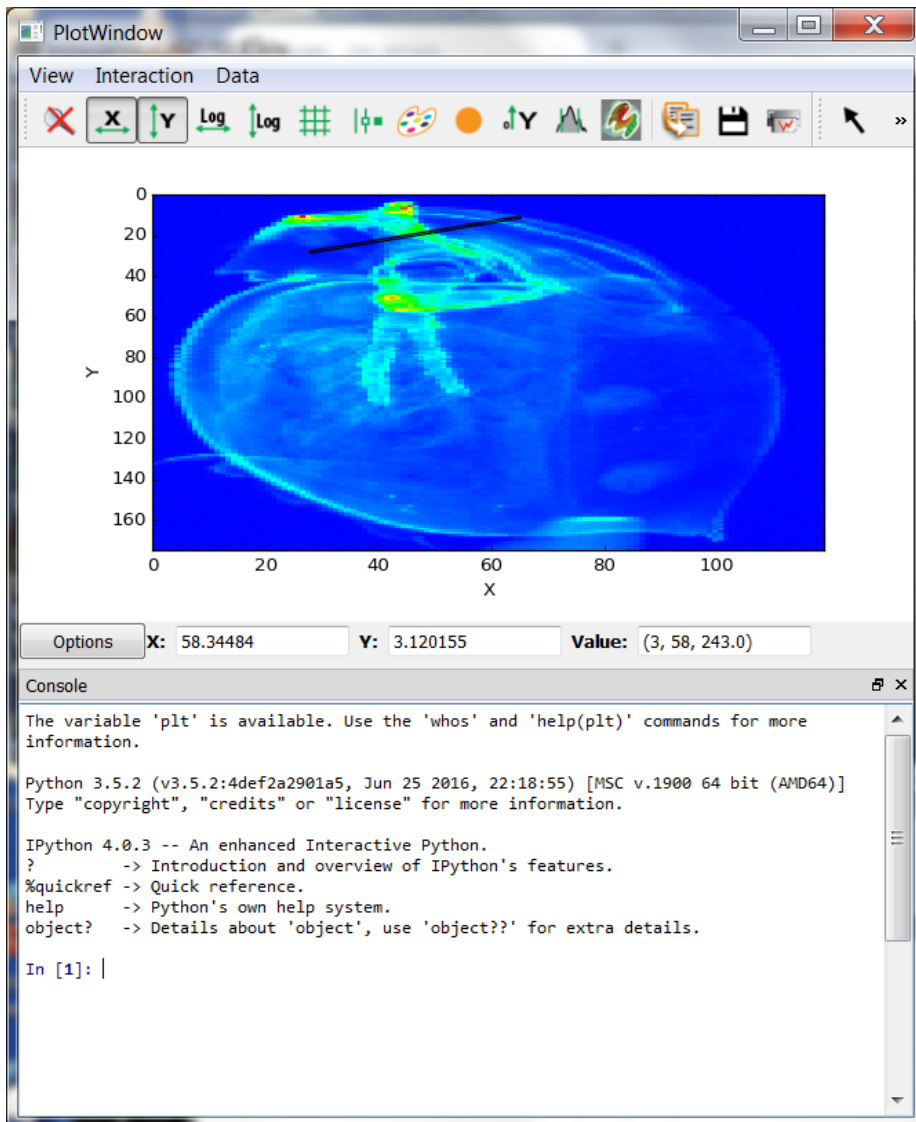 PlotWindow
View Interaction Data
X Y Log Log Y »
0
20
40
60
80
100
120
140
160
Y
0 20 40 60 80 100
X
Options X: 58.34484 Y: 3.120155 Value: (3, 58, 243.0)
Console
The variable 'plt' is available. Use the 'whos' and 'help(plt)' commands for more
information.
Python 3.5.2 (v3.5.2:4def2a2901a5, Jun 25 2016, 22:18:55) [MSC v.1900 64 bit (AMD64)]
Type "copyright", "credits" or "license" for more information.
IPython 4.0.3 -- An enhanced Interactive Python.
? -> Introduction and overview of IPython's features.
%quickref -> Quick reference.
help -> Python's own help system.
object? -> Details about 'object', use 'object??' for extra details.
In [1]: